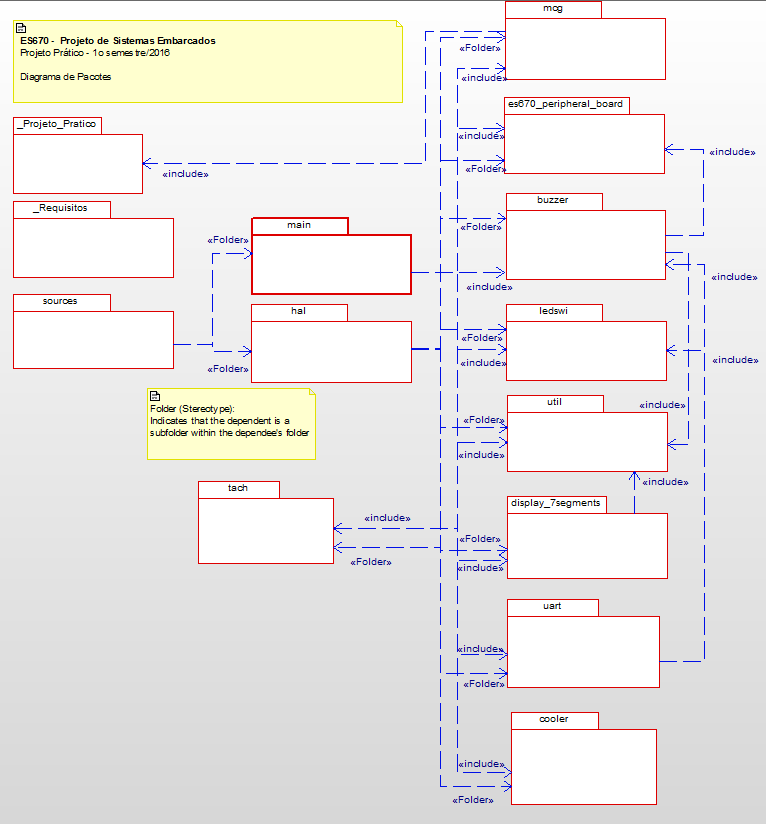 ES670 - Projeto de Sistemas Embarcados
Projeto Prático - 1o semestre/2016
Diagrama de Pacotes
mcg
«Folder»
«include»
_Projeto_Pratico
«include»
es670_peripheral_board
«include»
«Folder»
«include»
_Requisitos
buzzer
«Folder»
«include»
«include»
main
«Folder»
sources
hal
«Folder»
ledswi
«Folder»
«include»
«include»
Folder (Stereotype):
Indicates that the dependent is a
subfolder within the dependee's folder
util
«include»
«Folder»
«include»
tach
«include»
«Folder»
display_7segments
«include»
«Folder»
«include»
uart
«include»
«Folder»
cooler
«include»
«Folder»